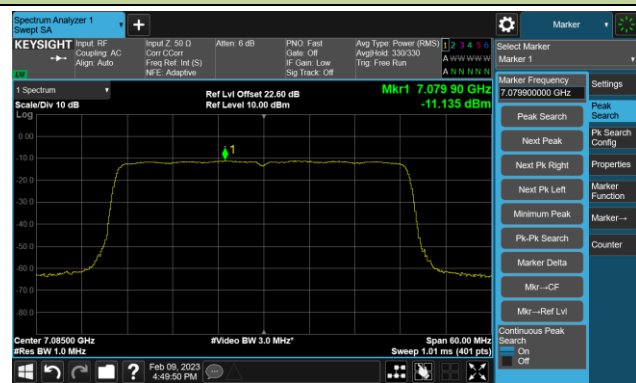 Spectrum Analyzer 1
Swept SA
Marker
KEYSIGHT Input: RF Input Z: 50 Ω Atten: 6 dB PNO: Fast Avg Type: Power (RMS) 1 2 3 4 5 6
Coupling: AC Corr CCorr Gate: Off Avg|Hold: 330/330 A W W W W W
Align: Auto Freq Ref: Int (S) IF Gain: Low Trig: Free Run
NFE: Adaptive Sig Track: Off A N N N N N
LXI
Select Marker
Marker 1
1 Spectrum
Scale/Div 10 dB
Log
Ref Lvl Offset 22.60 dB
Ref Level 10.00 dBm
Mkr1 7.079 90 GHz
-11.135 dBm
0.00
-10.0
-20.0
-30.0
-40.0
-50.0
-60.0
-70.0
-80.0
1
Center 7.08500 GHz
#Res BW 1.0 MHz
#Video BW 3.0 MHz*
Span 60.00 MHz
Sweep 1.01 ms (401 pts)
Marker Frequency
7.079900000 GHz
Peak Search
Next Peak
Next Pk Right
Next Pk Left
Minimum Peak
Pk-Pk Search
Marker Delta
Mkr→CF
Mkr→Ref Lvl
Continuous Peak
Search
On
Off
Settings
Peak
Search
Pk Search
Config
Properties
Marker
Function
Marker→
Counter
Feb 09, 2023
4:49:50 PM